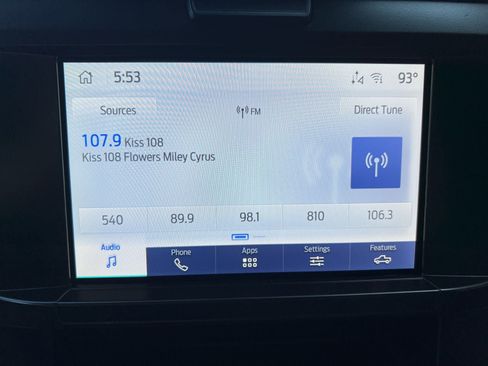 5:53 93°
Sources FM Direct Tune
107.9 Kiss 108
Kiss 108 Flowers Miley Cyrus
540 89.9 98.1 810 106.3
Audio Phone Apps Settings Features